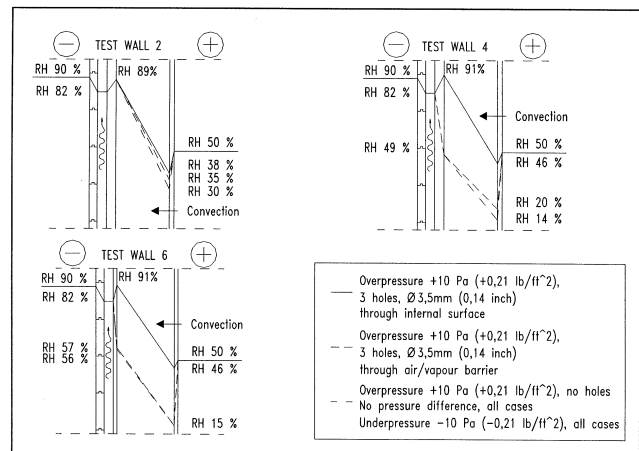 TEST WALL 2
RH 90 %
RH 82 %
RH 89%
RH 50 %
RH 38 %
RH 35 %
RH 30 %
Convection
TEST WALL 4
RH 90 %
RH 82 %
RH 49 %
RH 91%
Convection
RH 50 %
RH 46 %
RH 20 %
RH 14 %
TEST WALL 6
RH 90 %
RH 82 %
RH 57 %
RH 56 %
RH 91%
Convection
RH 50 %
RH 46 %
RH 15 %
Overpressure +10 Pa (+0,21 lb/ft^2),
3 holes, Ø3,5mm (0,14 inch)
through internal surface
Overpressure +10 Pa (+0,21 lb/ft^2),
3 holes, Ø3,5mm (0,14 inch)
through air/vapour barrier
Overpressure +10 Pa (+0,21 lb/ft^2), no holes
No pressure difference, all cases
Underpressure -10 Pa (-0,21 lb/ft^2), all cases